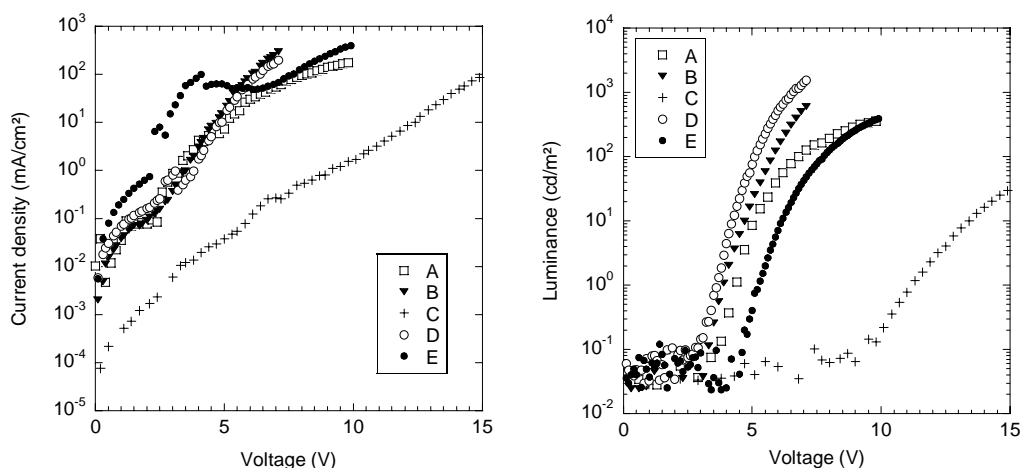 10³
10²
10¹
10⁰
10⁻¹
10⁻²
10⁻³
10⁻⁴
10⁻⁵
Current density (mA/cm²)
A
B
C
D
E
0 5 10 15
Voltage (V)
10⁴
10³
10²
10¹
10⁰
10⁻¹
10⁻²
Luminance (cd/m²)
A
B
C
D
E
0 5 10 15
Voltage (V)